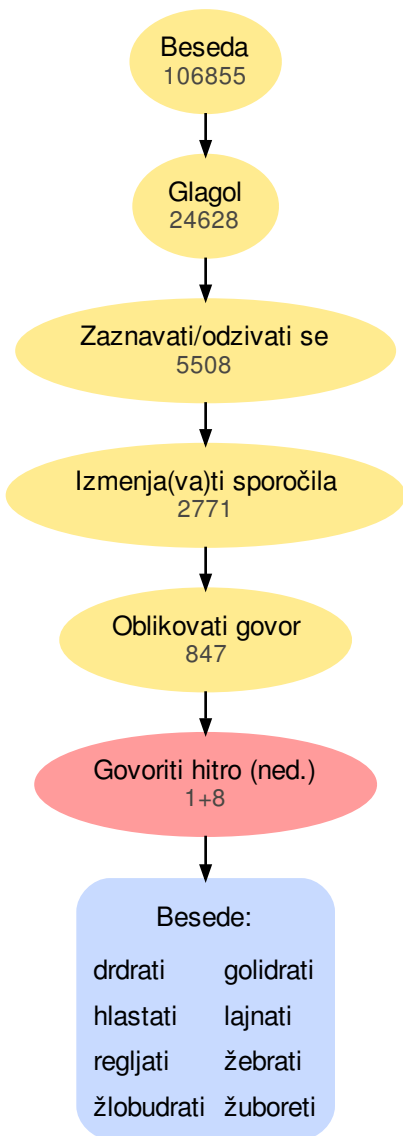 Beseda
106855
Glagol
24628
Zaznavati/odzivati se
5508
Izmenja(va)ti sporočila
2771
Oblikovati govor
847
Govoriti hitro (ned.)
1+8
Besede:
drdrati golidrati
hlastati lajnati
regljati žebrati
žlobudrati žuboreti